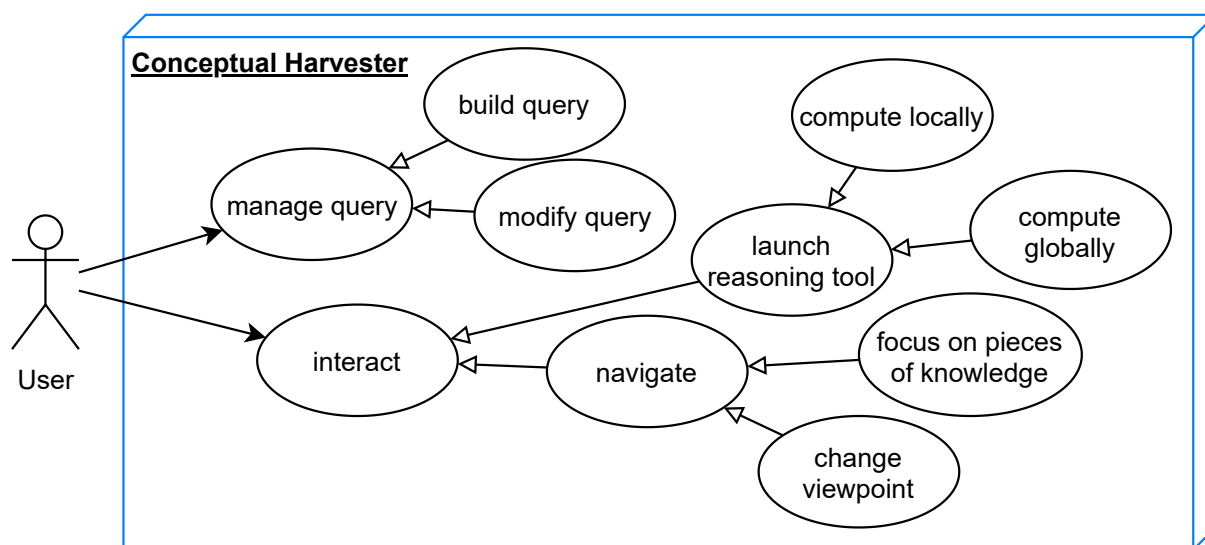 Conceptual Harvester
build query
compute locally
manage query
modify query
compute
globally
launch
reasoning tool
User
interact
navigate
focus on pieces
of knowledge
change
viewpoint